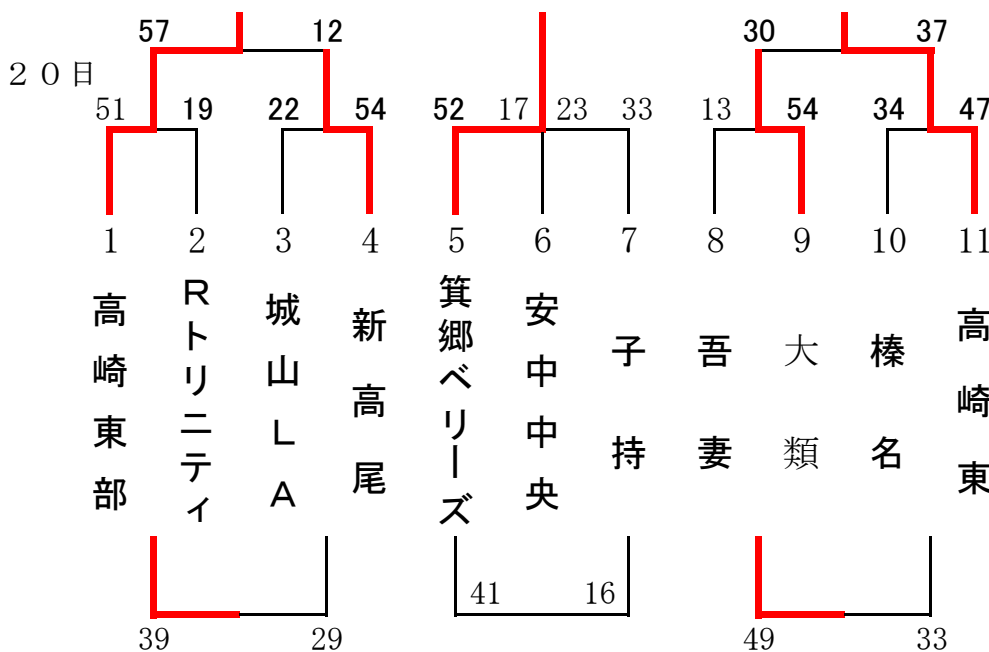 57 12 30 37
２０日
51 19 22 54 52 17 23 33 13 54 34 47
1 2 3 4 5 6 7 8 9 10 11
高崎東部
Ｒトリニティ
城山ＬＡ
新高尾
箕郷ベリーズ
安中中央
子持
吾妻
大類
榛名
高崎東
41 16
39 29 49 33